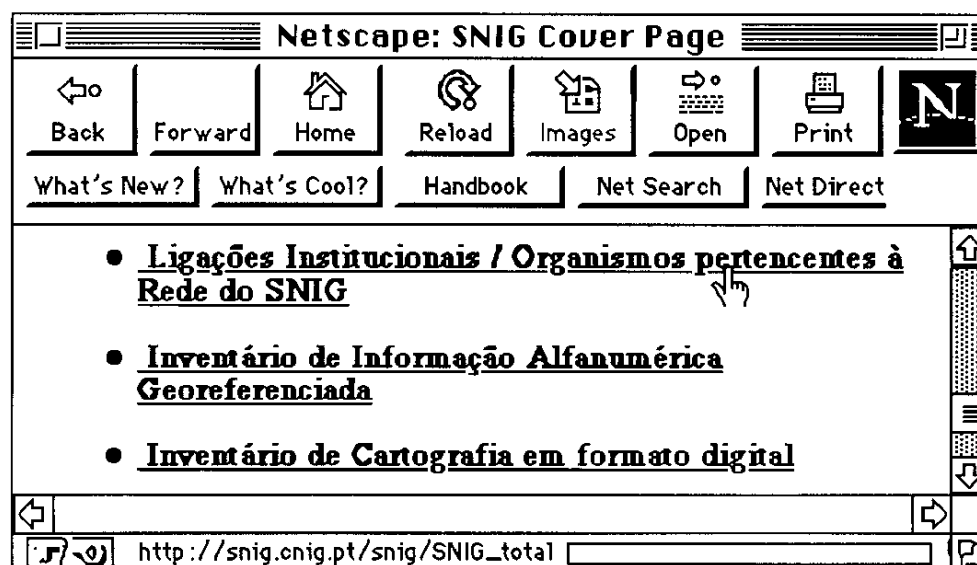 Netscape: SNIG Cover Page
Back Forward Home Reload Images Open Print N
What's New? What's Cool? Handbook Net Search Net Direct
• Ligações Institucionais / Organismos pertencentes à
Rede do SNIG
• Inventário de Informação Alfanumérica
Georeferenciada
• Inventário de Cartografia em formato digital
http://snig.cnig.pt/snig/SNIG_total